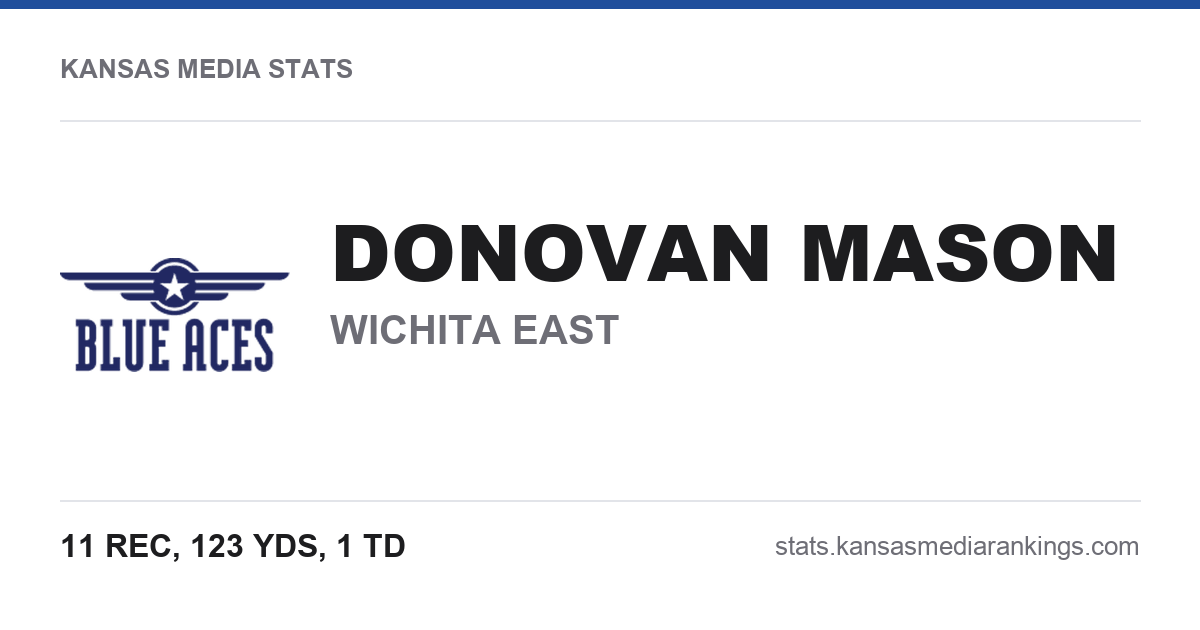 KANSAS MEDIA STATS
DONOVAN MASON
WICHITA EAST
BLUE ACES
11 REC, 123 YDS, 1 TD
stats.kansasmediarankings.com